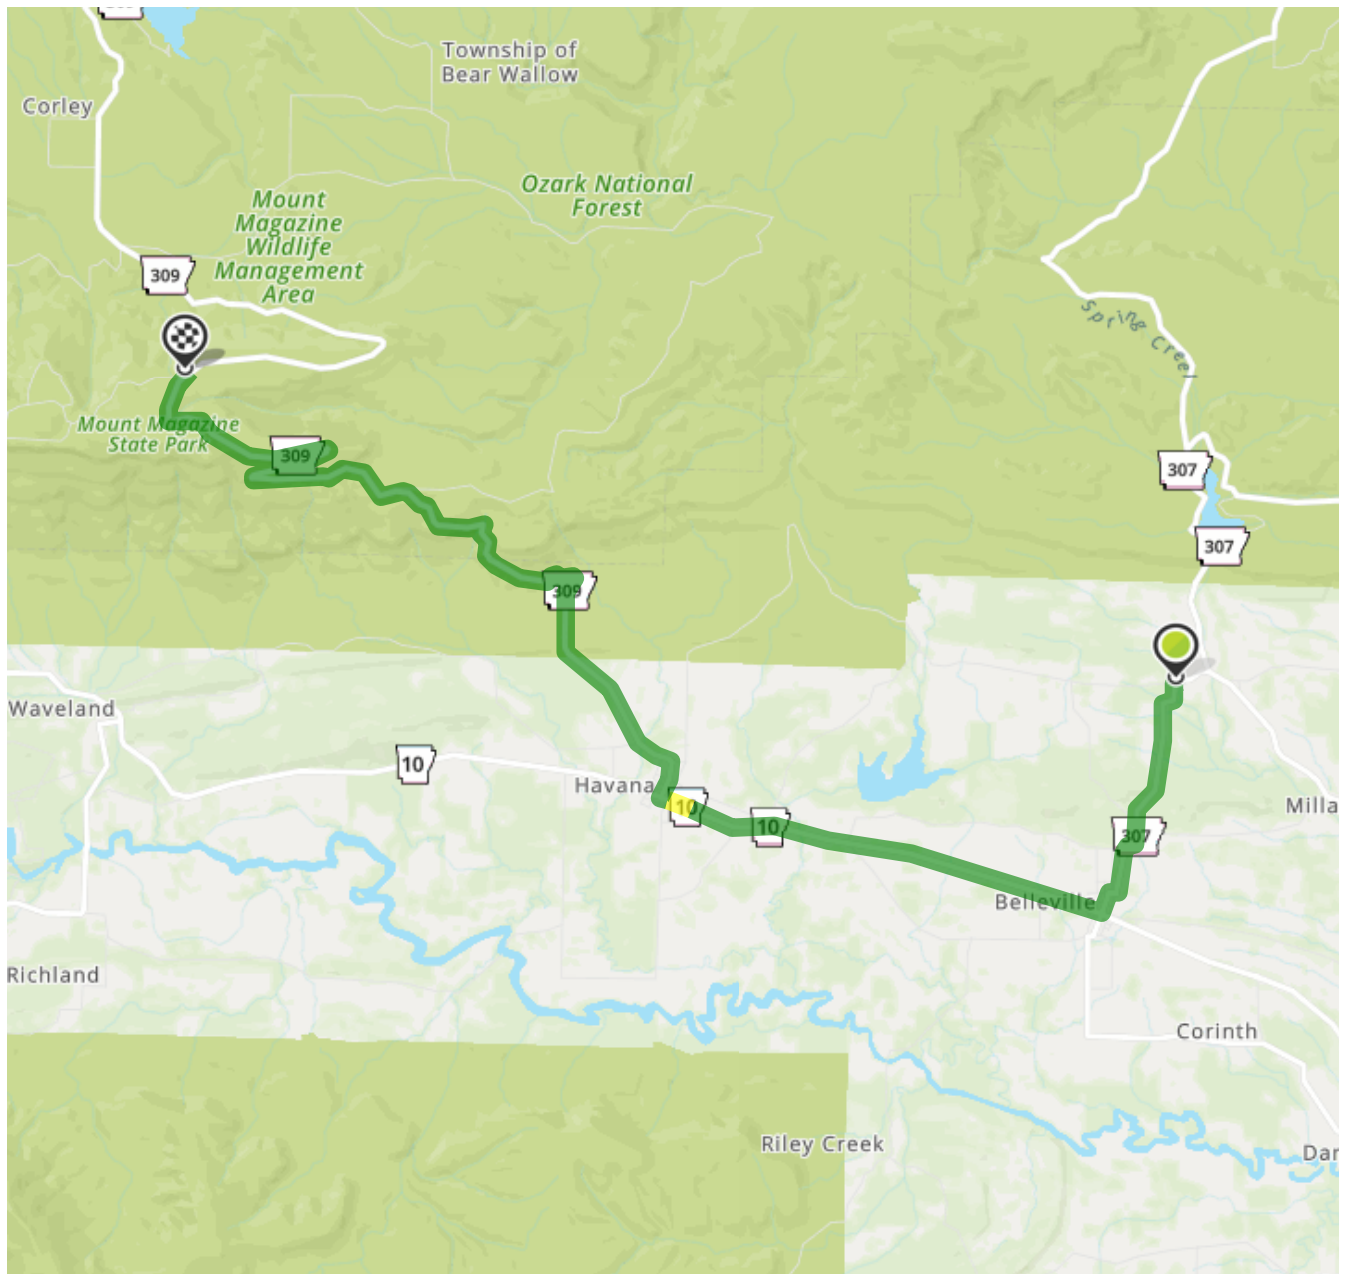 Township of
Bear Wallow
Corley
Ozark National
Forest
Mount
Magazine
Wildlife
Management
Area
309
Spring Creek
Mount Magazine
State Park
309
307
307
309
Waveland
10
Havana
10
10
Milla
307
Belleville
Richland
Corinth
Riley Creek
Dar